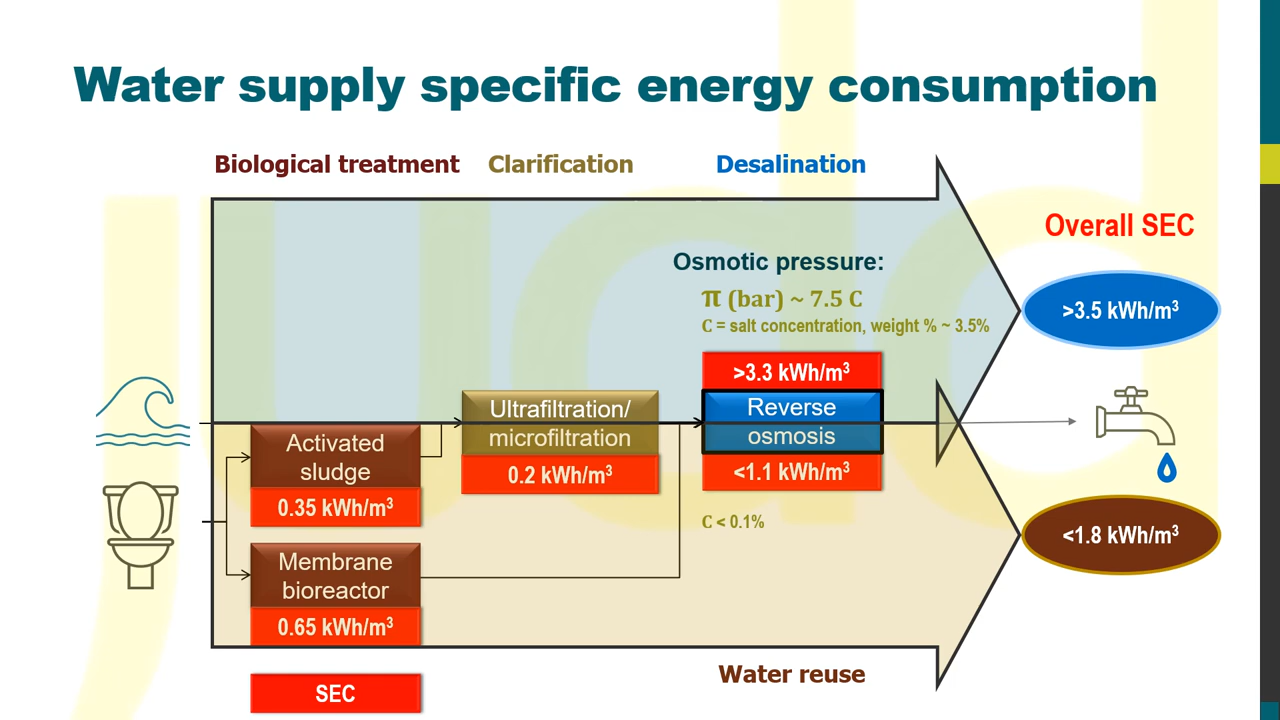 Water supply specific energy consumption
Biological treatment
Clarification
Desalination
Overall SEC
Osmotic pressure:
π (bar) ~ 7.5 C
C = salt concentration, weight % ~ 3.5%
>3.5 kWh/m³
>3.3 kWh/m³
Ultrafiltration/
microfiltration
0.2 kWh/m³
Reverse
osmosis
<1.1 kWh/m³
Activated
sludge
0.35 kWh/m³
C < 0.1%
<1.8 kWh/m³
Membrane
bioreactor
0.65 kWh/m³
Water reuse
SEC